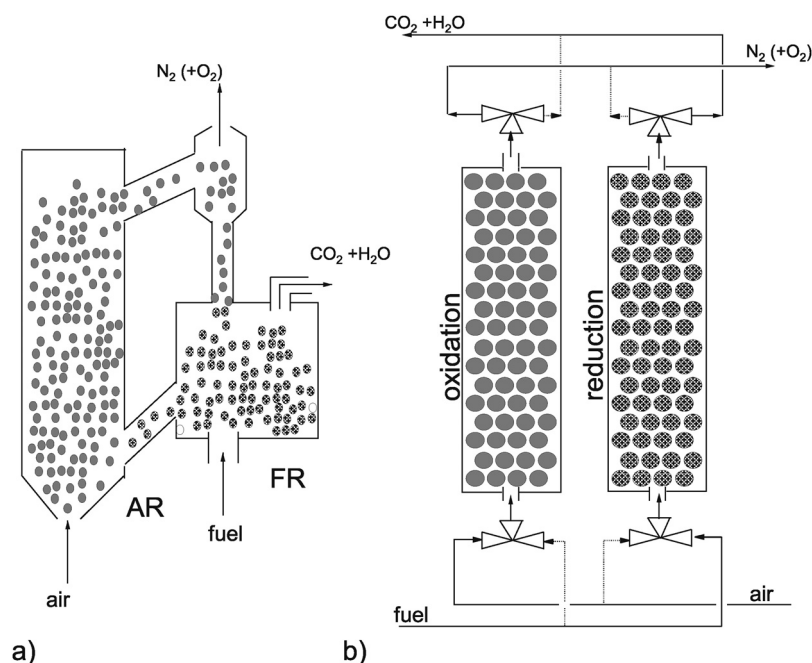 N₂ (+O₂)
CO₂ +H₂O
AR
FR
fuel
air
a)
CO₂ +H₂O
N₂ (+O₂)
oxidation
reduction
air
fuel
b)